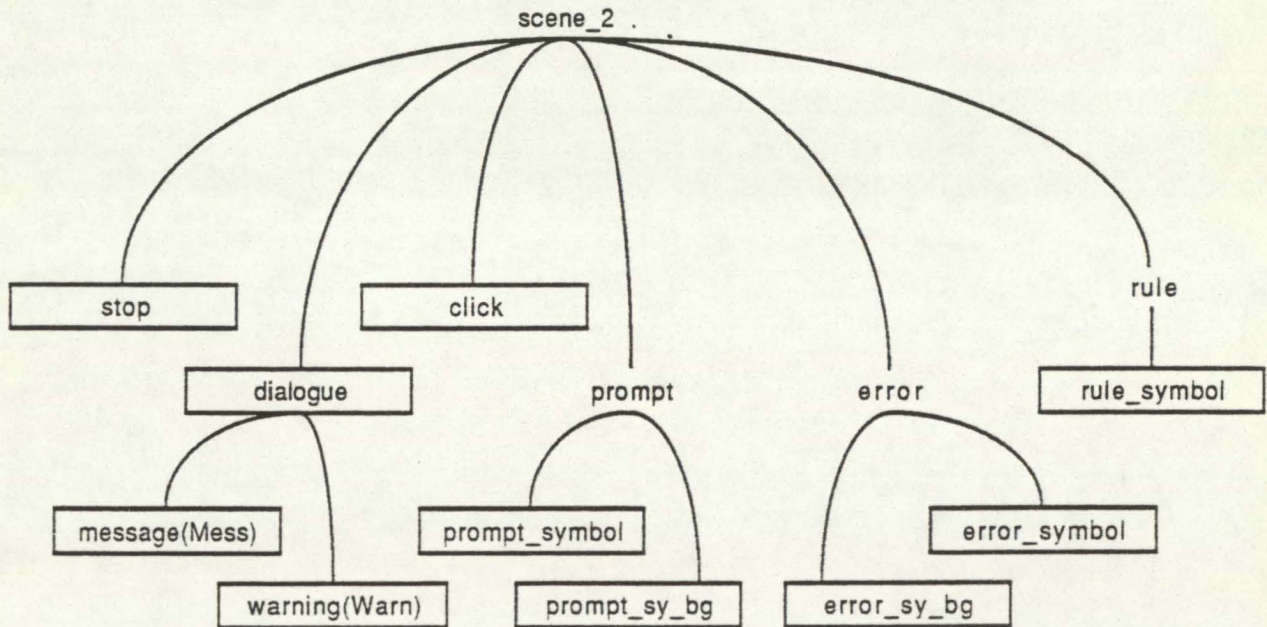 scene_2
stop
click
rule
dialogue
prompt
error
rule_symbol
message(Mess)
prompt_symbol
error_symbol
warning(Warn)
prompt_sy_bg
error_sy_bg